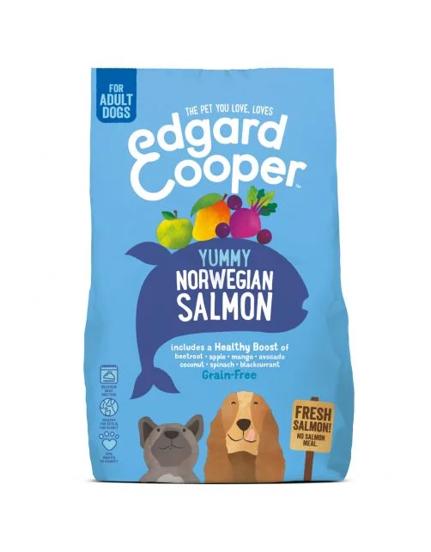 FOR
ADULT
DOGS
THE PET YOU LOVE, LOVES
Edgard
Cooper™
YUMMY
NORWEGIAN
SALMON
includes a Healthy Boost of
beetroot • apple • mango • avocado
coconut • spinach • blackcurrant
Grain-Free
FRESH
SALMON!
NO SALMON
MEAL.